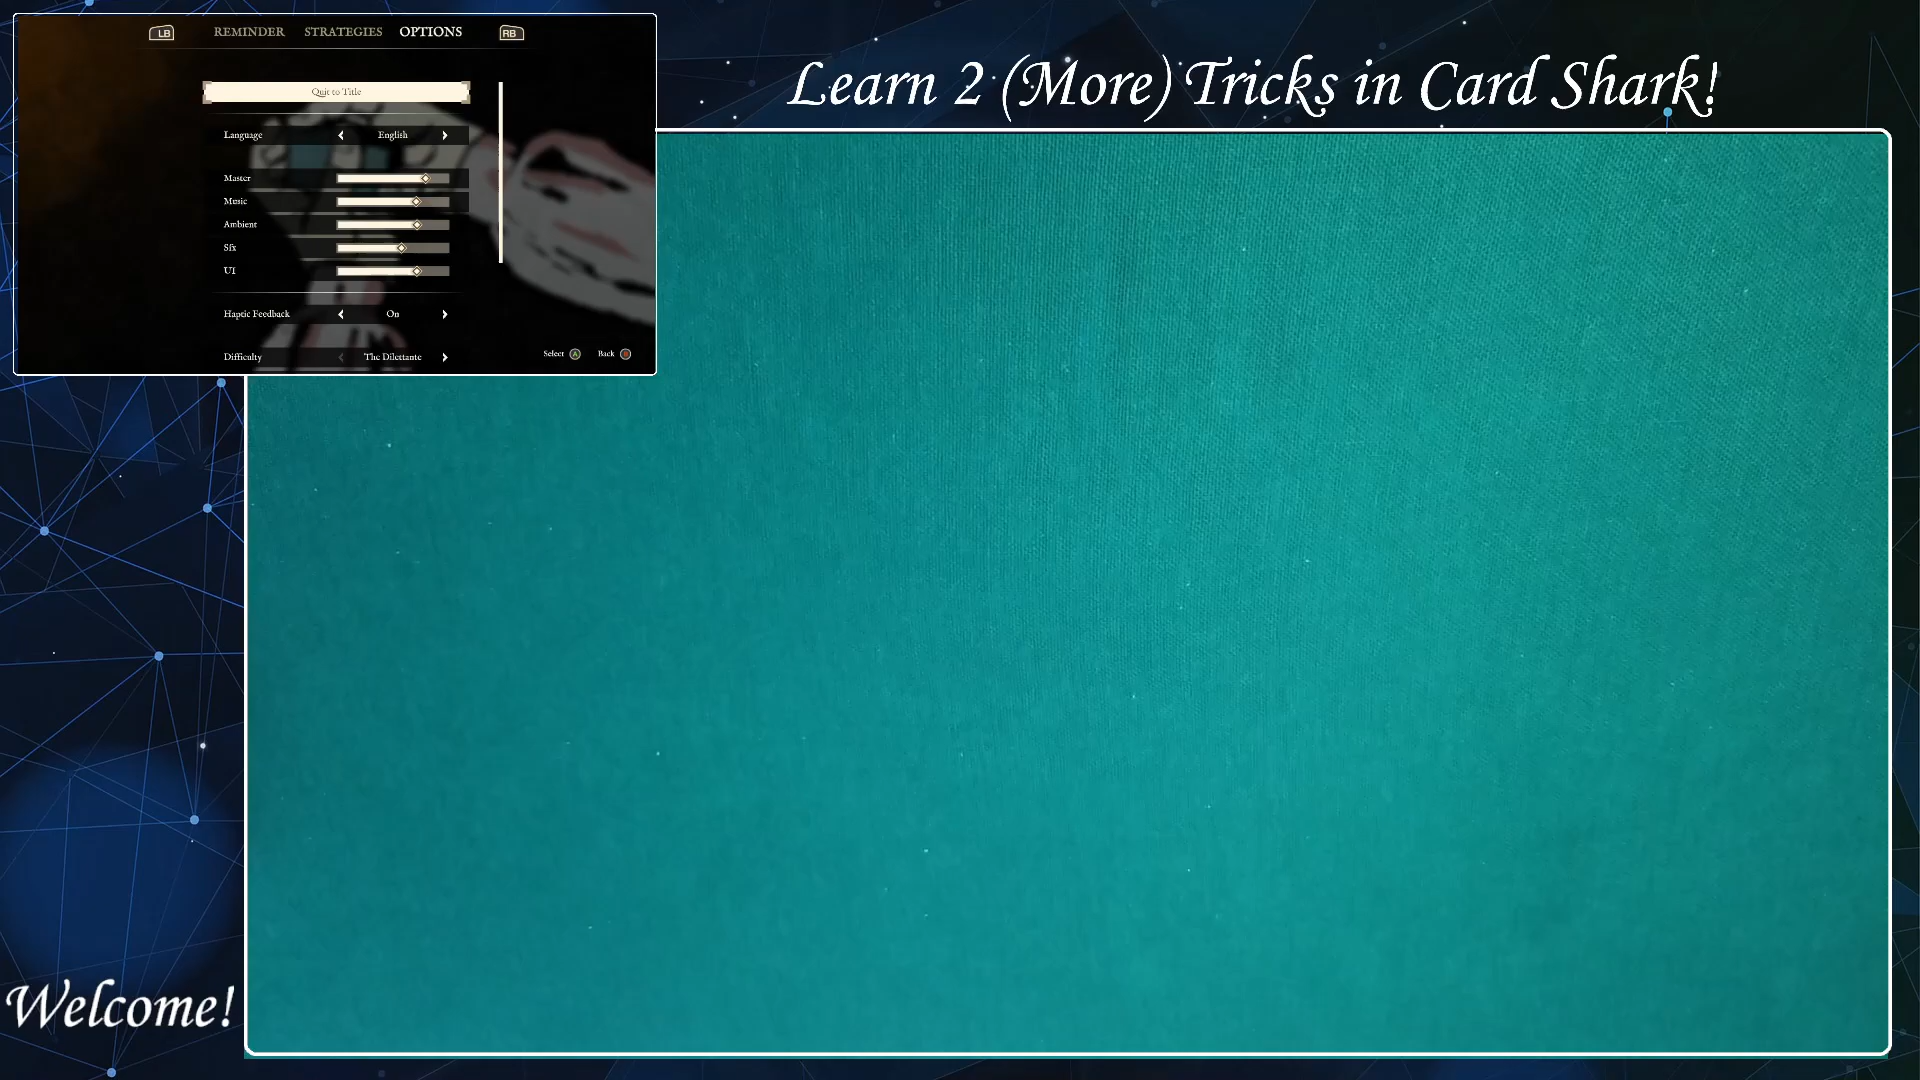 LB REMINDER STRATEGIES OPTIONS RB
Learn 2 (More) Tricks in Card Shark!
Quit to Title
Language English
Master
Music
Ambient
Sfx
UI
Haptic Feedback On
Difficulty The Dilettante
Select A Back B
Welcome!